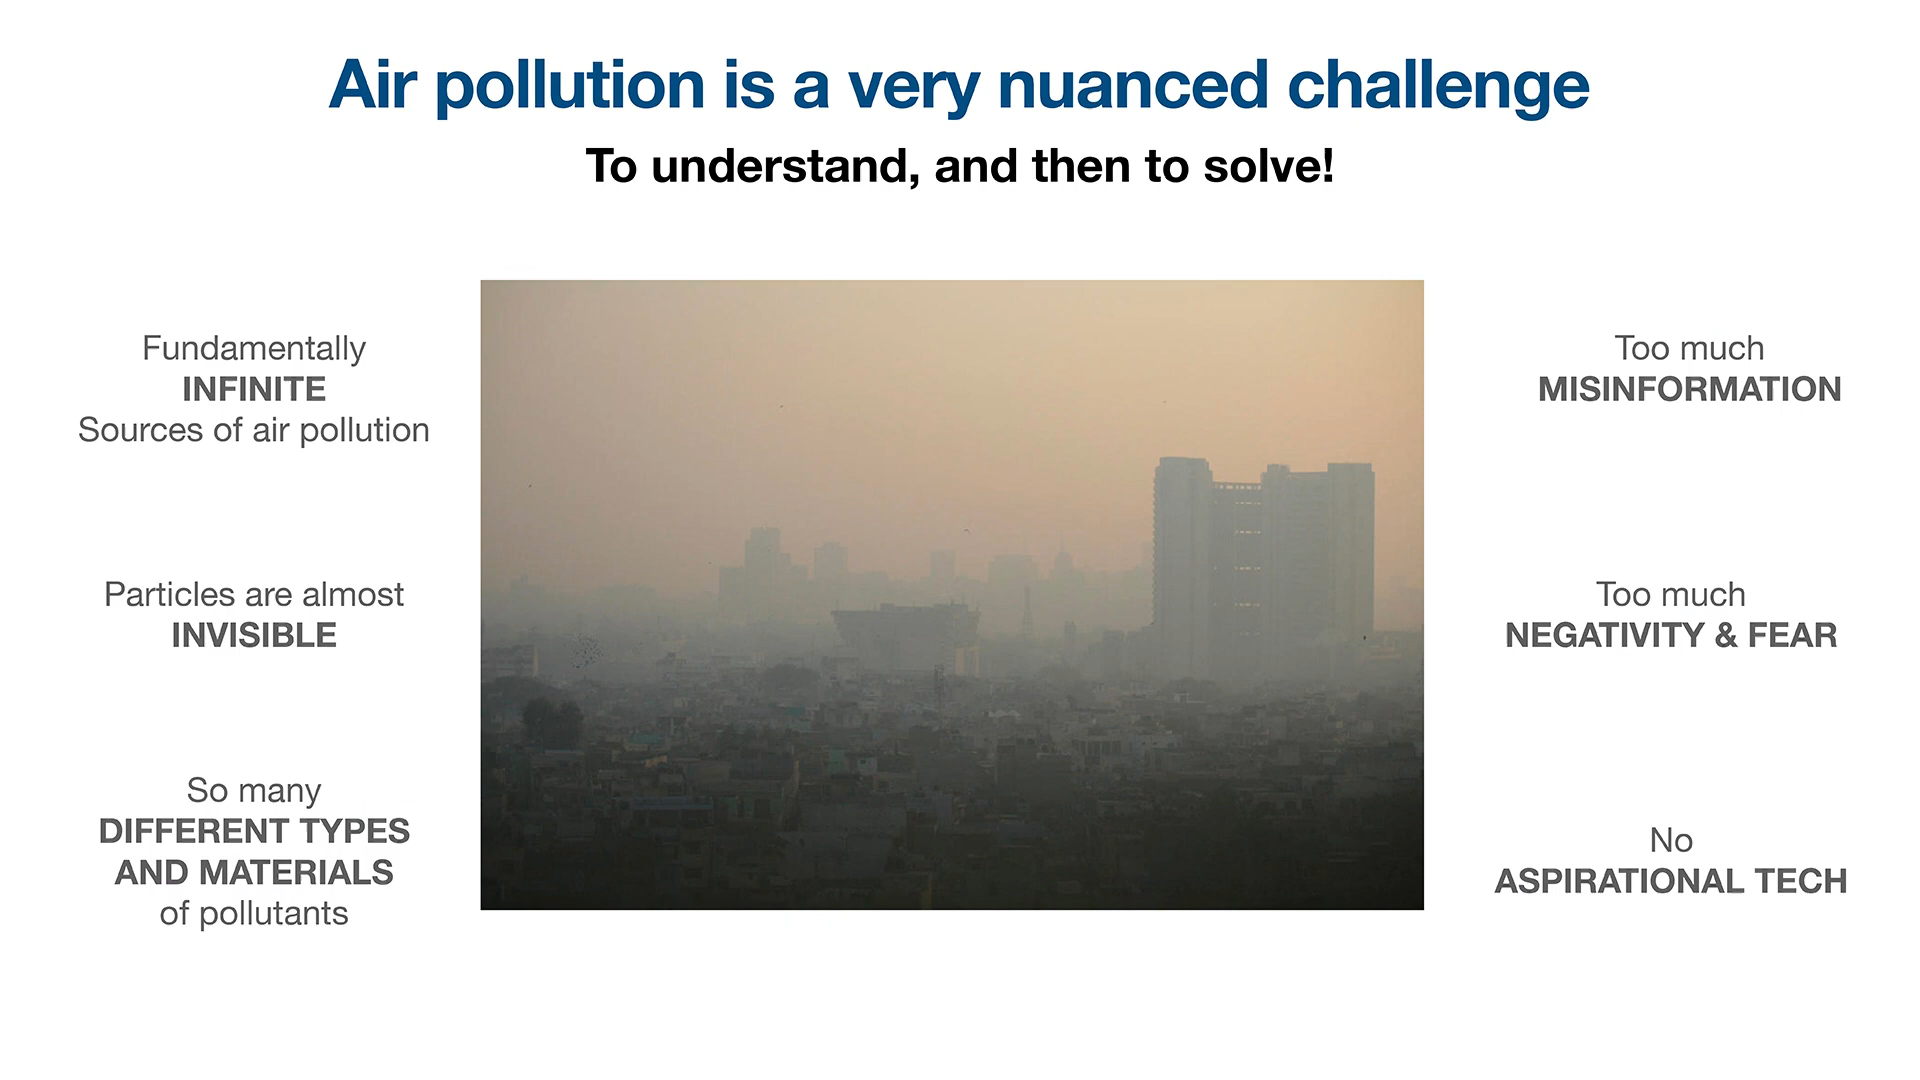 Air pollution is a very nuanced challenge
To understand, and then to solve!
Fundamentally
INFINITE
Sources of air pollution
Particles are almost
INVISIBLE
So many
DIFFERENT TYPES
AND MATERIALS
of pollutants
Too much
MISINFORMATION
Too much
NEGATIVITY & FEAR
No
ASPIRATIONAL TECH